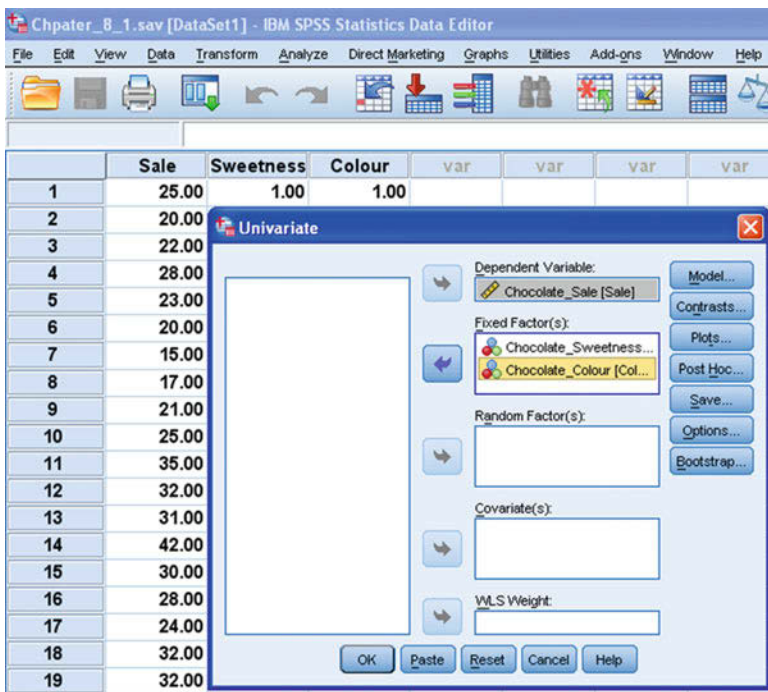 Chpater_8_1.sav [DataSet1] - IBM SPSS Statistics Data Editor
File Edit View Data Transform Analyze Direct Marketing Graphs Utilities Add-ons Window Help
Sale Sweetness Colour var var var var
1 25.00 1.00 1.00
2 20.00
3 22.00
4 28.00
5 23.00
6 20.00
7 15.00
8 17.00
9 21.00
10 25.00
11 35.00
12 32.00
13 31.00
14 42.00
15 30.00
16 28.00
17 24.00
18 32.00
19 32.00
Univariate
Dependent Variable:
Chocolate_Sale [Sale]
Fixed Factor(s):
Chocolate_Sweetness...
Chocolate_Colour [Col...
Random Factor(s):
Covariate(s):
WLS Weight:
Model...
Contrasts...
Plots...
Post Hoc...
Save...
Options...
Bootstrap...
OK Paste Reset Cancel Help